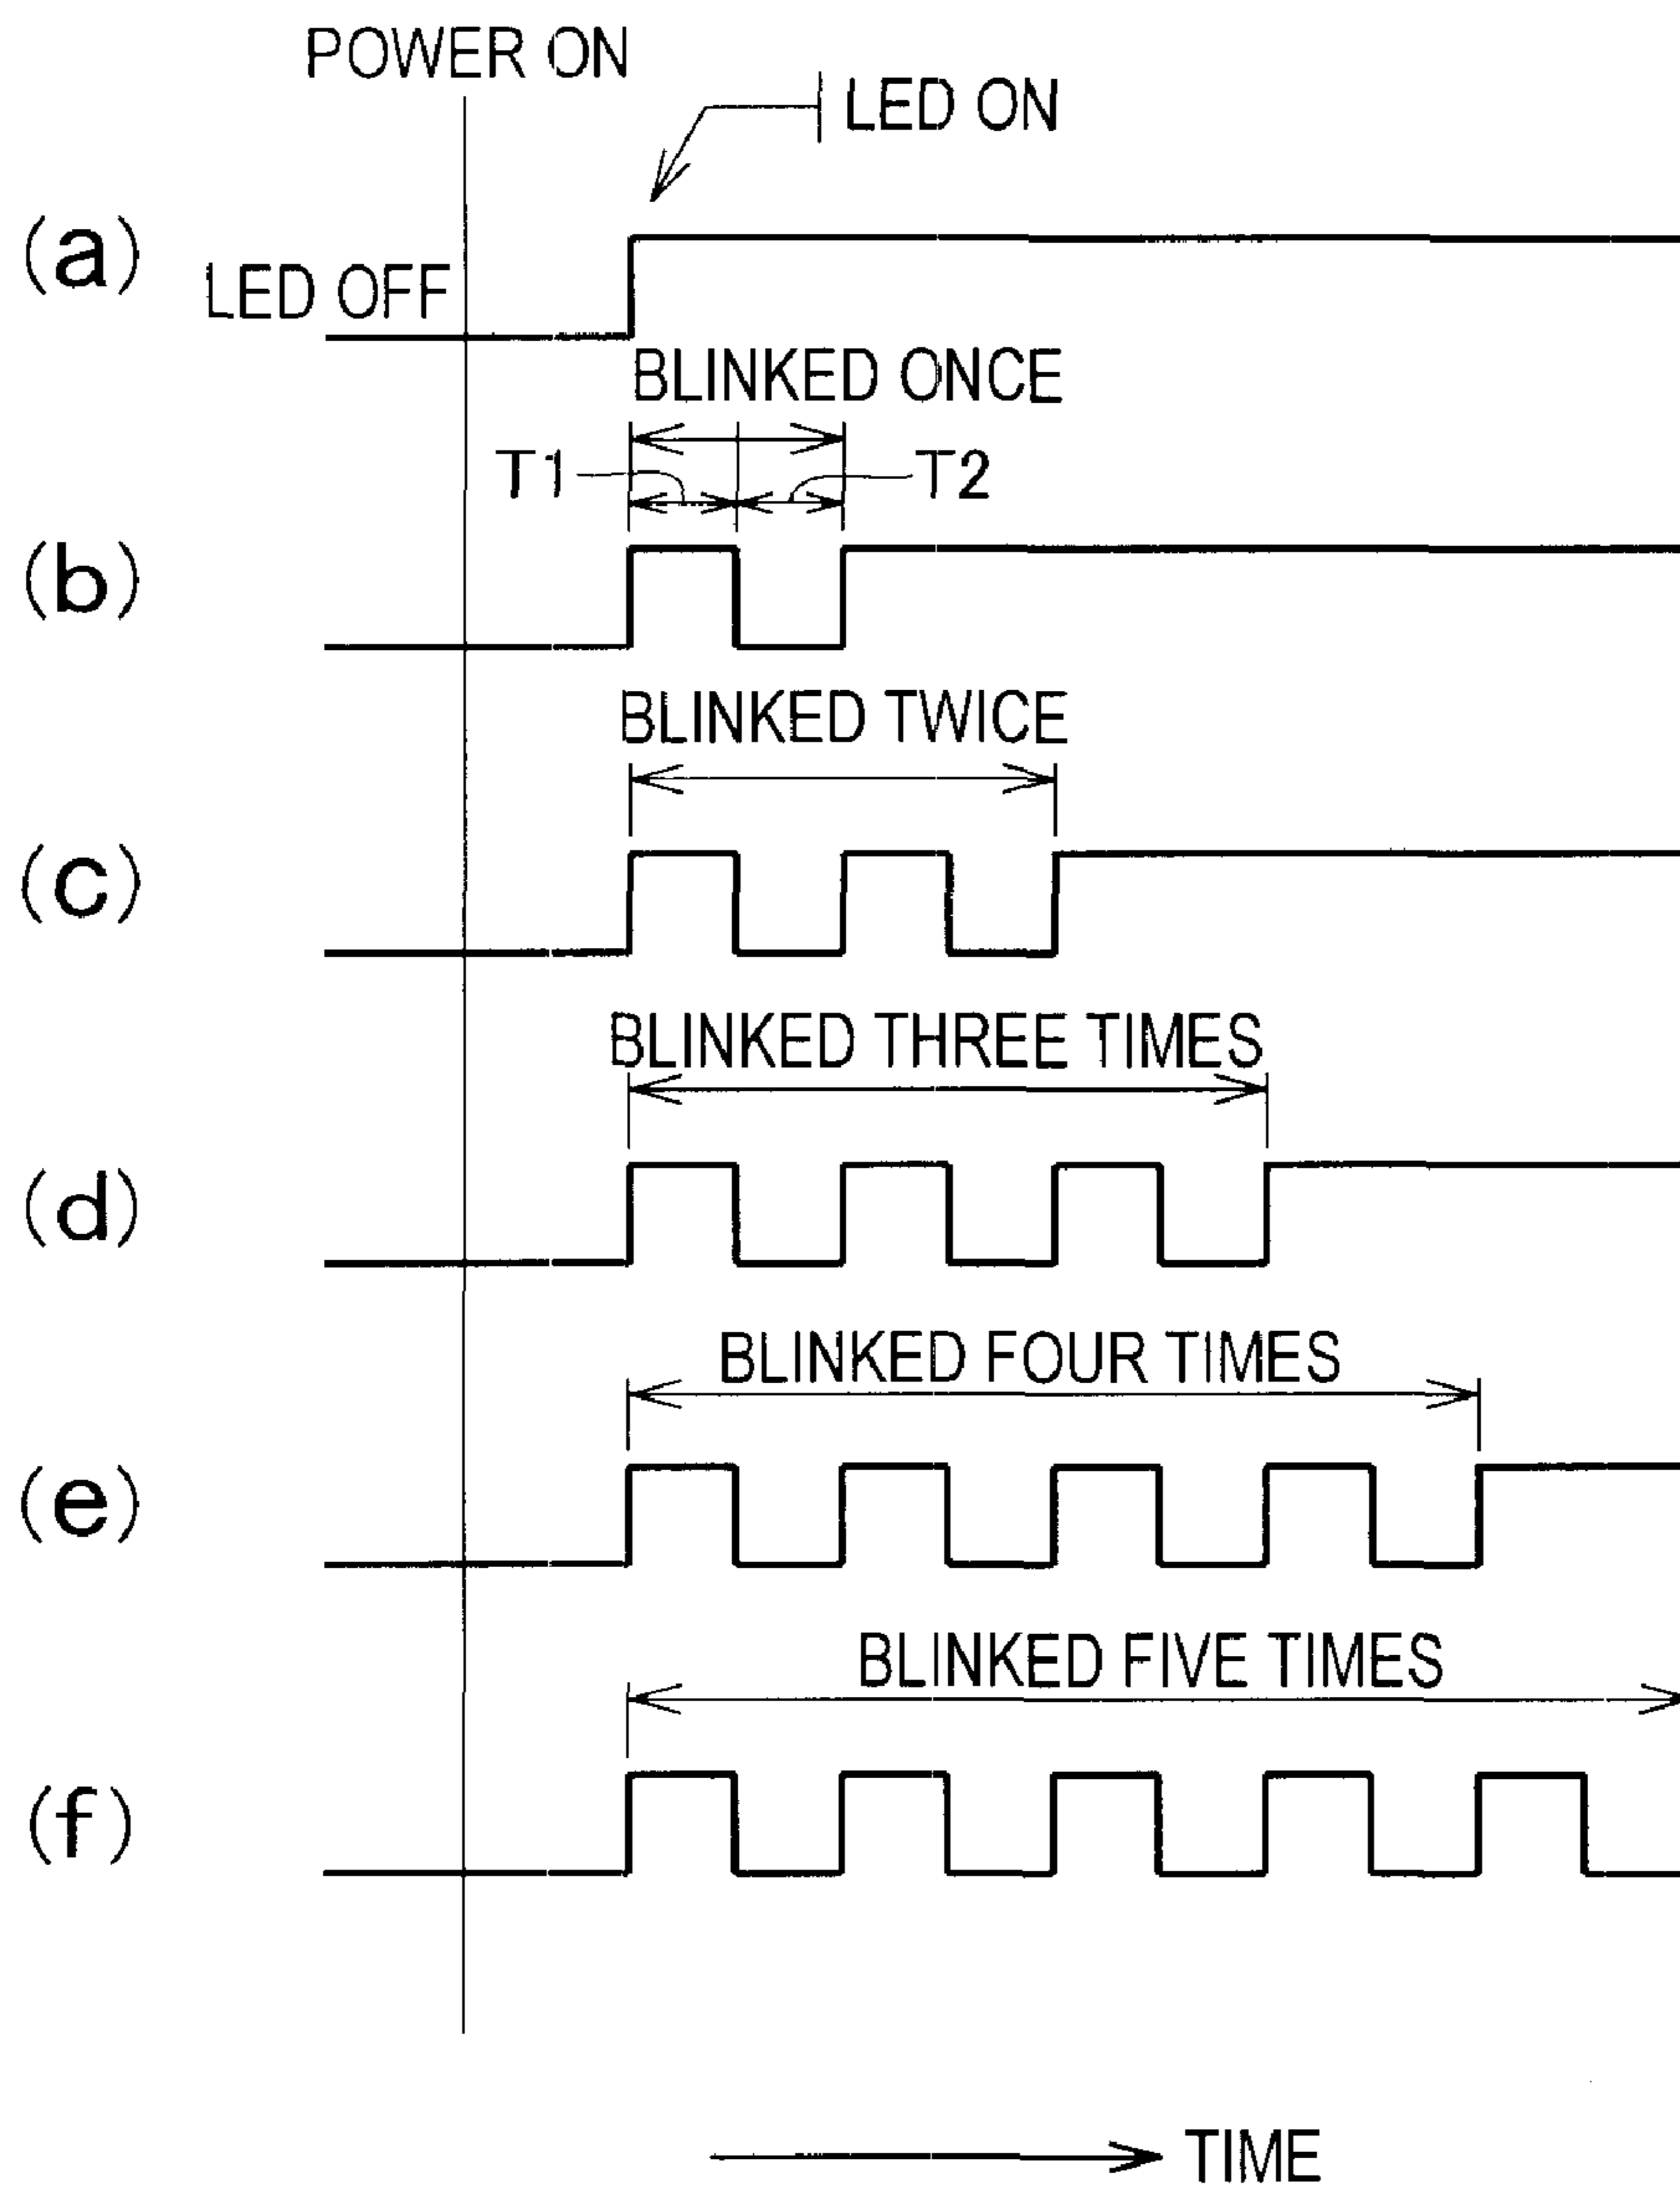 POWER ON
LED ON
(a)
LED OFF
BLINKED ONCE
T1
T2
(b)
BLINKED TWICE
(c)
BLINKED THREE TIMES
(d)
BLINKED FOUR TIMES
(e)
BLINKED FIVE TIMES
(f)
TIME